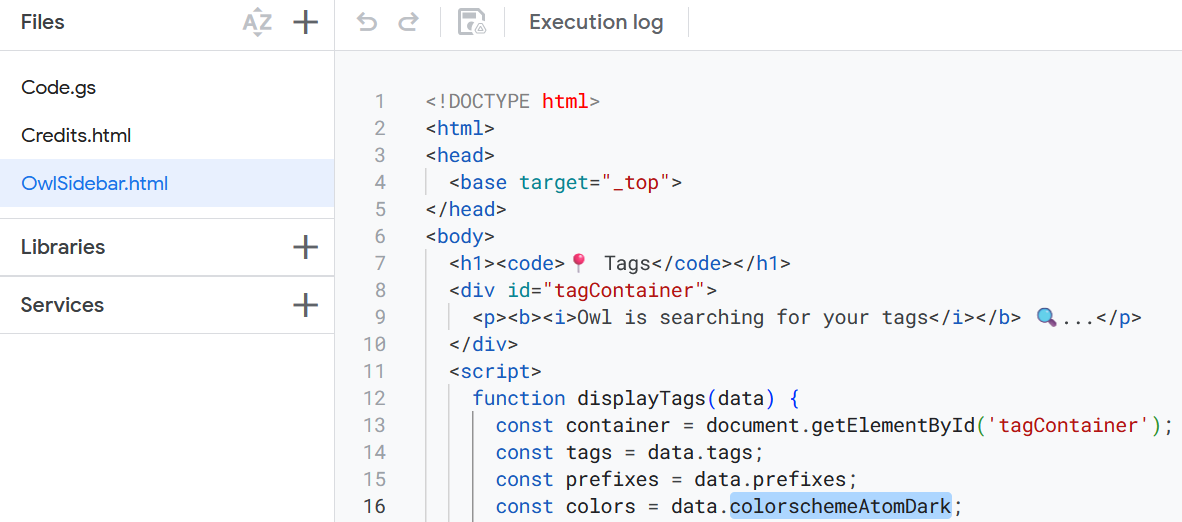 Files
Execution log
Code.gs
Credits.html
OwlSidebar.html
Libraries
Services
1 <!DOCTYPE html>
2 <html>
3 <head>
4 <base target="_top">
5 </head>
6 <body>
7 <h1><code>📍 Tags</code></h1>
8 <div id="tagContainer">
9 <p><b><i>Owl is searching for your tags</i></b> 🔍...</p>
10 </div>
11 <script>
12 function displayTags(data) {
13 const container = document.getElementById('tagContainer');
14 const tags = data.tags;
15 const prefixes = data.prefixes;
16 const colors = data.colorschemeAtomDark;